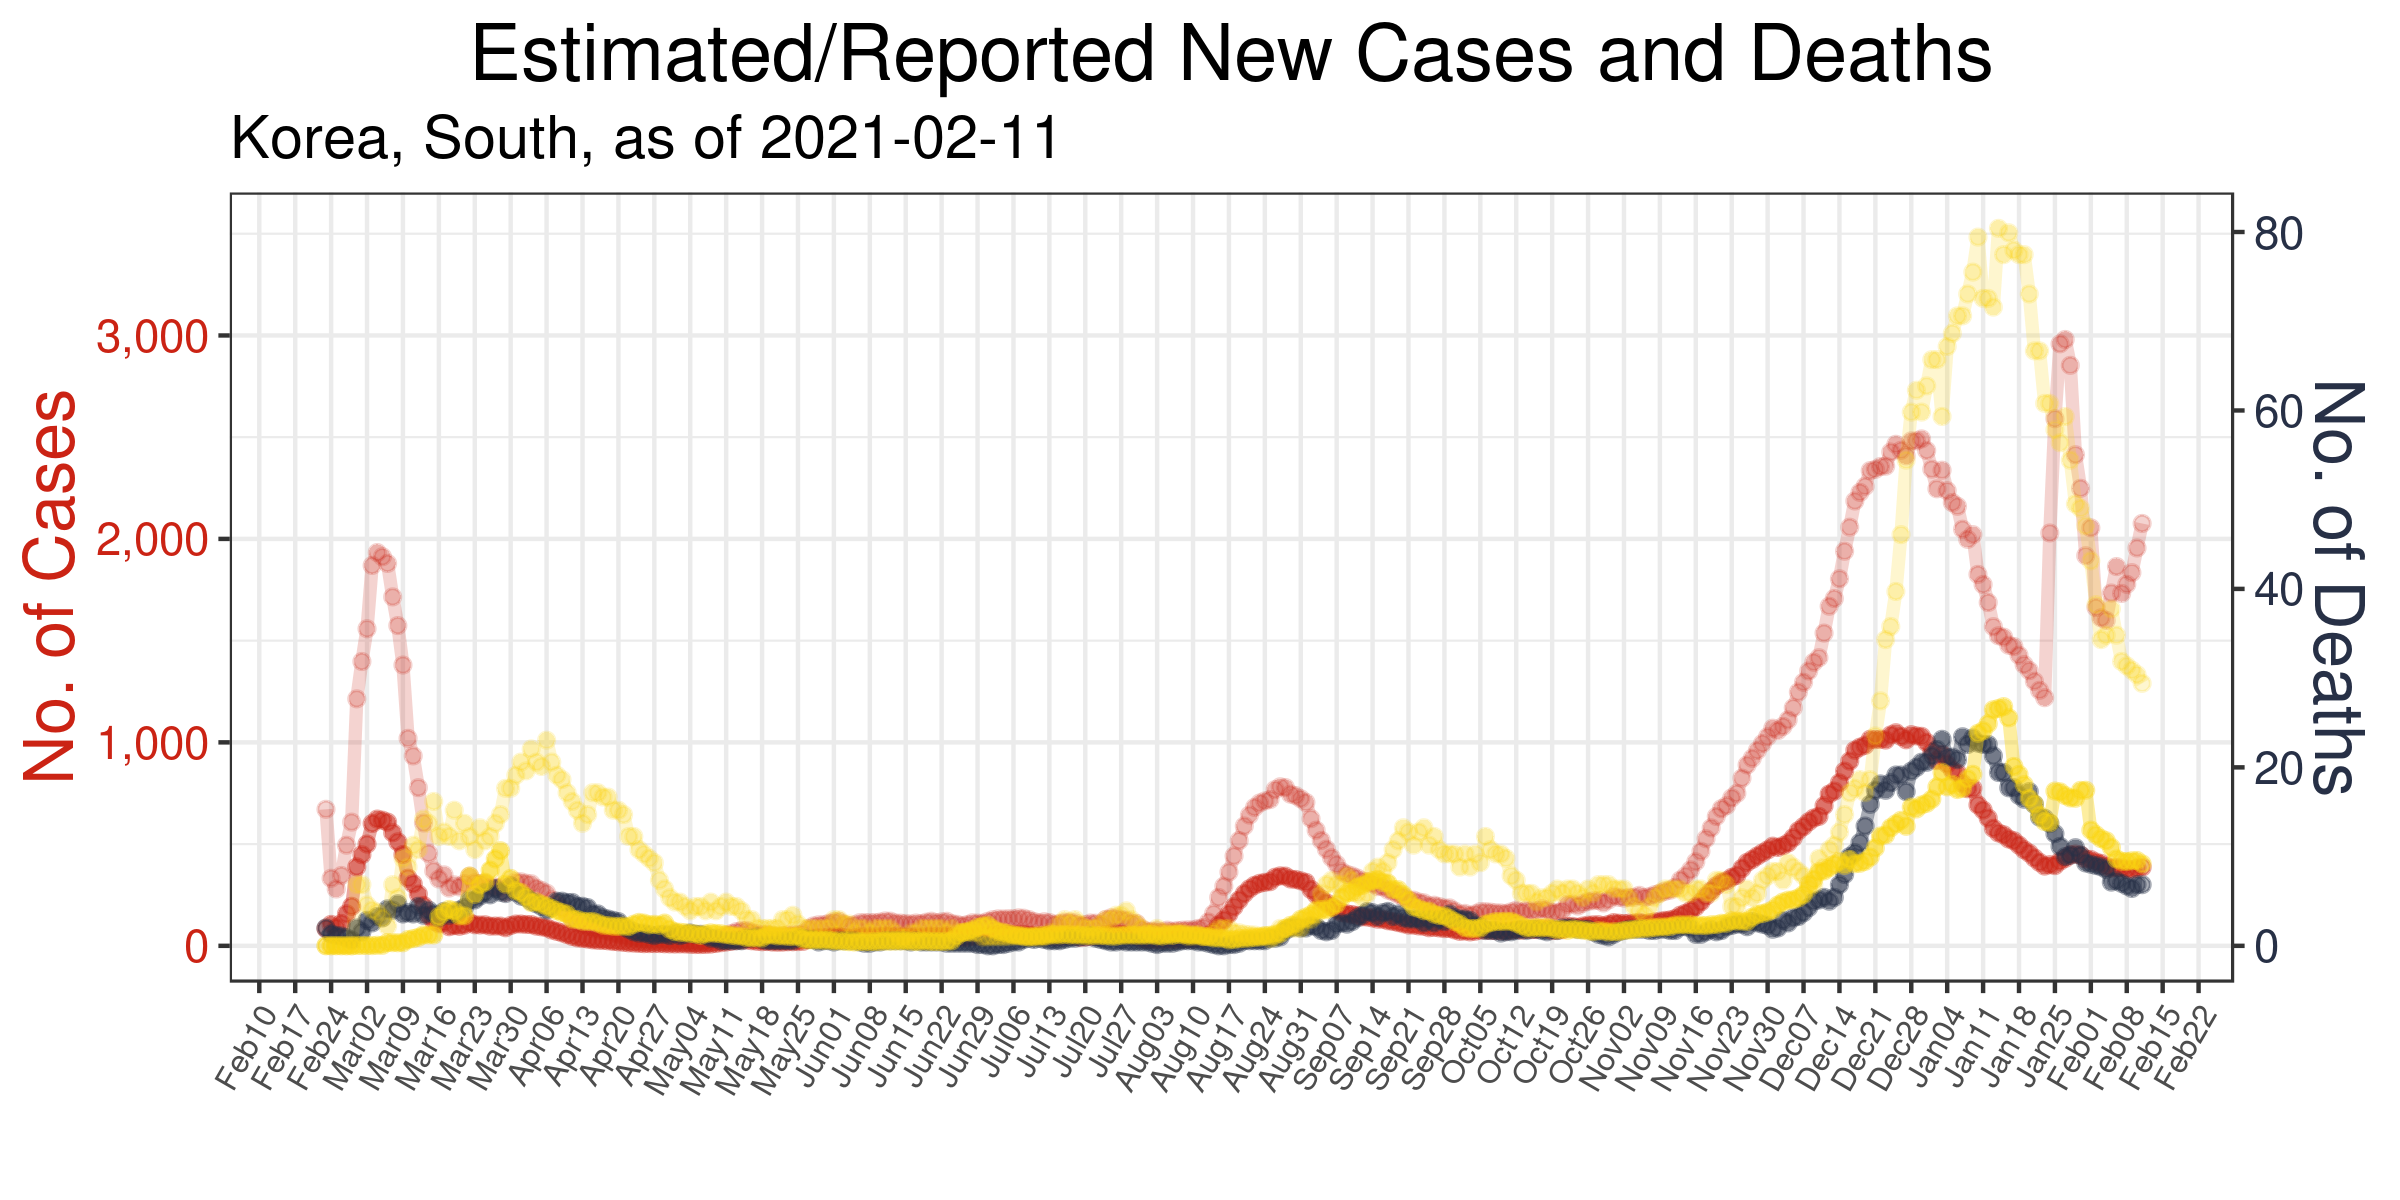 Estimated/Reported New Cases and Deaths
Korea, South, as of 2021-02-11
No. of Cases
3,000
2,000
1,000
0
No. of Deaths
80
60
40
20
0
Feb10
Feb17
Feb24
Mar02
Mar09
Mar16
Mar23
Mar30
Apr06
Apr13
Apr20
Apr27
May04
May11
May18
May25
Jun01
Jun08
Jun15
Jun22
Jun29
Jul06
Jul13
Jul20
Jul27
Aug03
Aug10
Aug17
Aug24
Aug31
Sep07
Sep14
Sep21
Sep28
Oct05
Oct12
Oct19
Oct26
Nov02
Nov09
Nov16
Nov23
Nov30
Dec07
Dec14
Dec21
Dec28
Jan04
Jan11
Jan18
Jan25
Feb01
Feb08
Feb15
Feb22